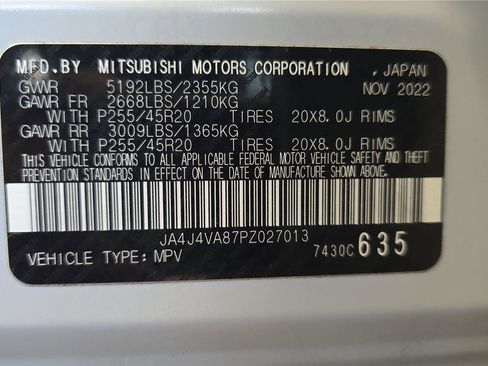 MFD.BY MITSUBISHI MOTORS CORPORATION , JAPAN
GVWR 5192LBS/2355KG NOV 2022
GAWR FR 2668LBS/1210KG
WITH P255/45R20 TIRES 20X8.0J RIMS
GAWR RR 3009LBS/1365KG
WITH P255/45R20 TIRES 20X8.0J RIMS
THIS VEHICLE CONFORMS TO ALL APPLICABLE FEDERAL MOTOR VEHICLE SAFETY AND THEFT
PREVENTION STANDARDS IN EFFECT ON THE DATE OF MANUFACTURE SHOWN ABOVE.
JA4J4VA87PZ027013
VEHICLE TYPE: MPV 7430C 635